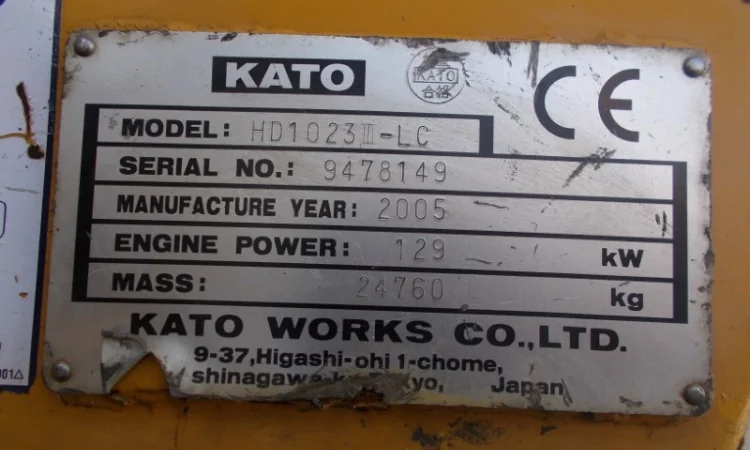 KATO
KATO
合格
CE
MODEL: HD1023Ⅲ-LC
SERIAL NO.: 9478149
MANUFACTURE YEAR: 2005
ENGINE POWER: 129 kW
MASS: 24760 kg
KATO WORKS CO.,LTD.
9-37,Higashi-ohi 1-chome,
Japan